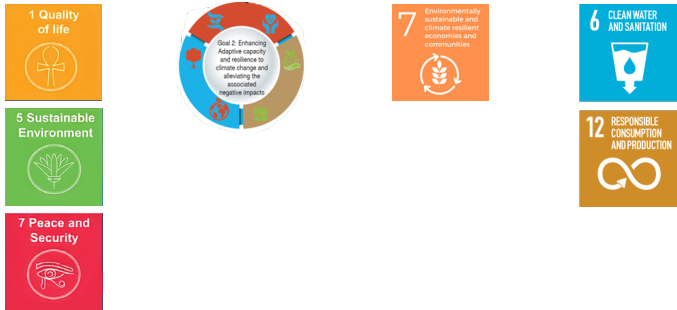 1 Quality
of life
5 Sustainable
Environment
7 Peace and
Security
Goal 2: Enhancing
Adaptive capacity
and resilience to
climate change and
alleviating the
associated
negative impacts
7
Environmentally
sustainable and
climate resilient
economies and
communities
6 CLEAN WATER
AND SANITATION
12 RESPONSIBLE
CONSUMPTION
AND PRODUCTION